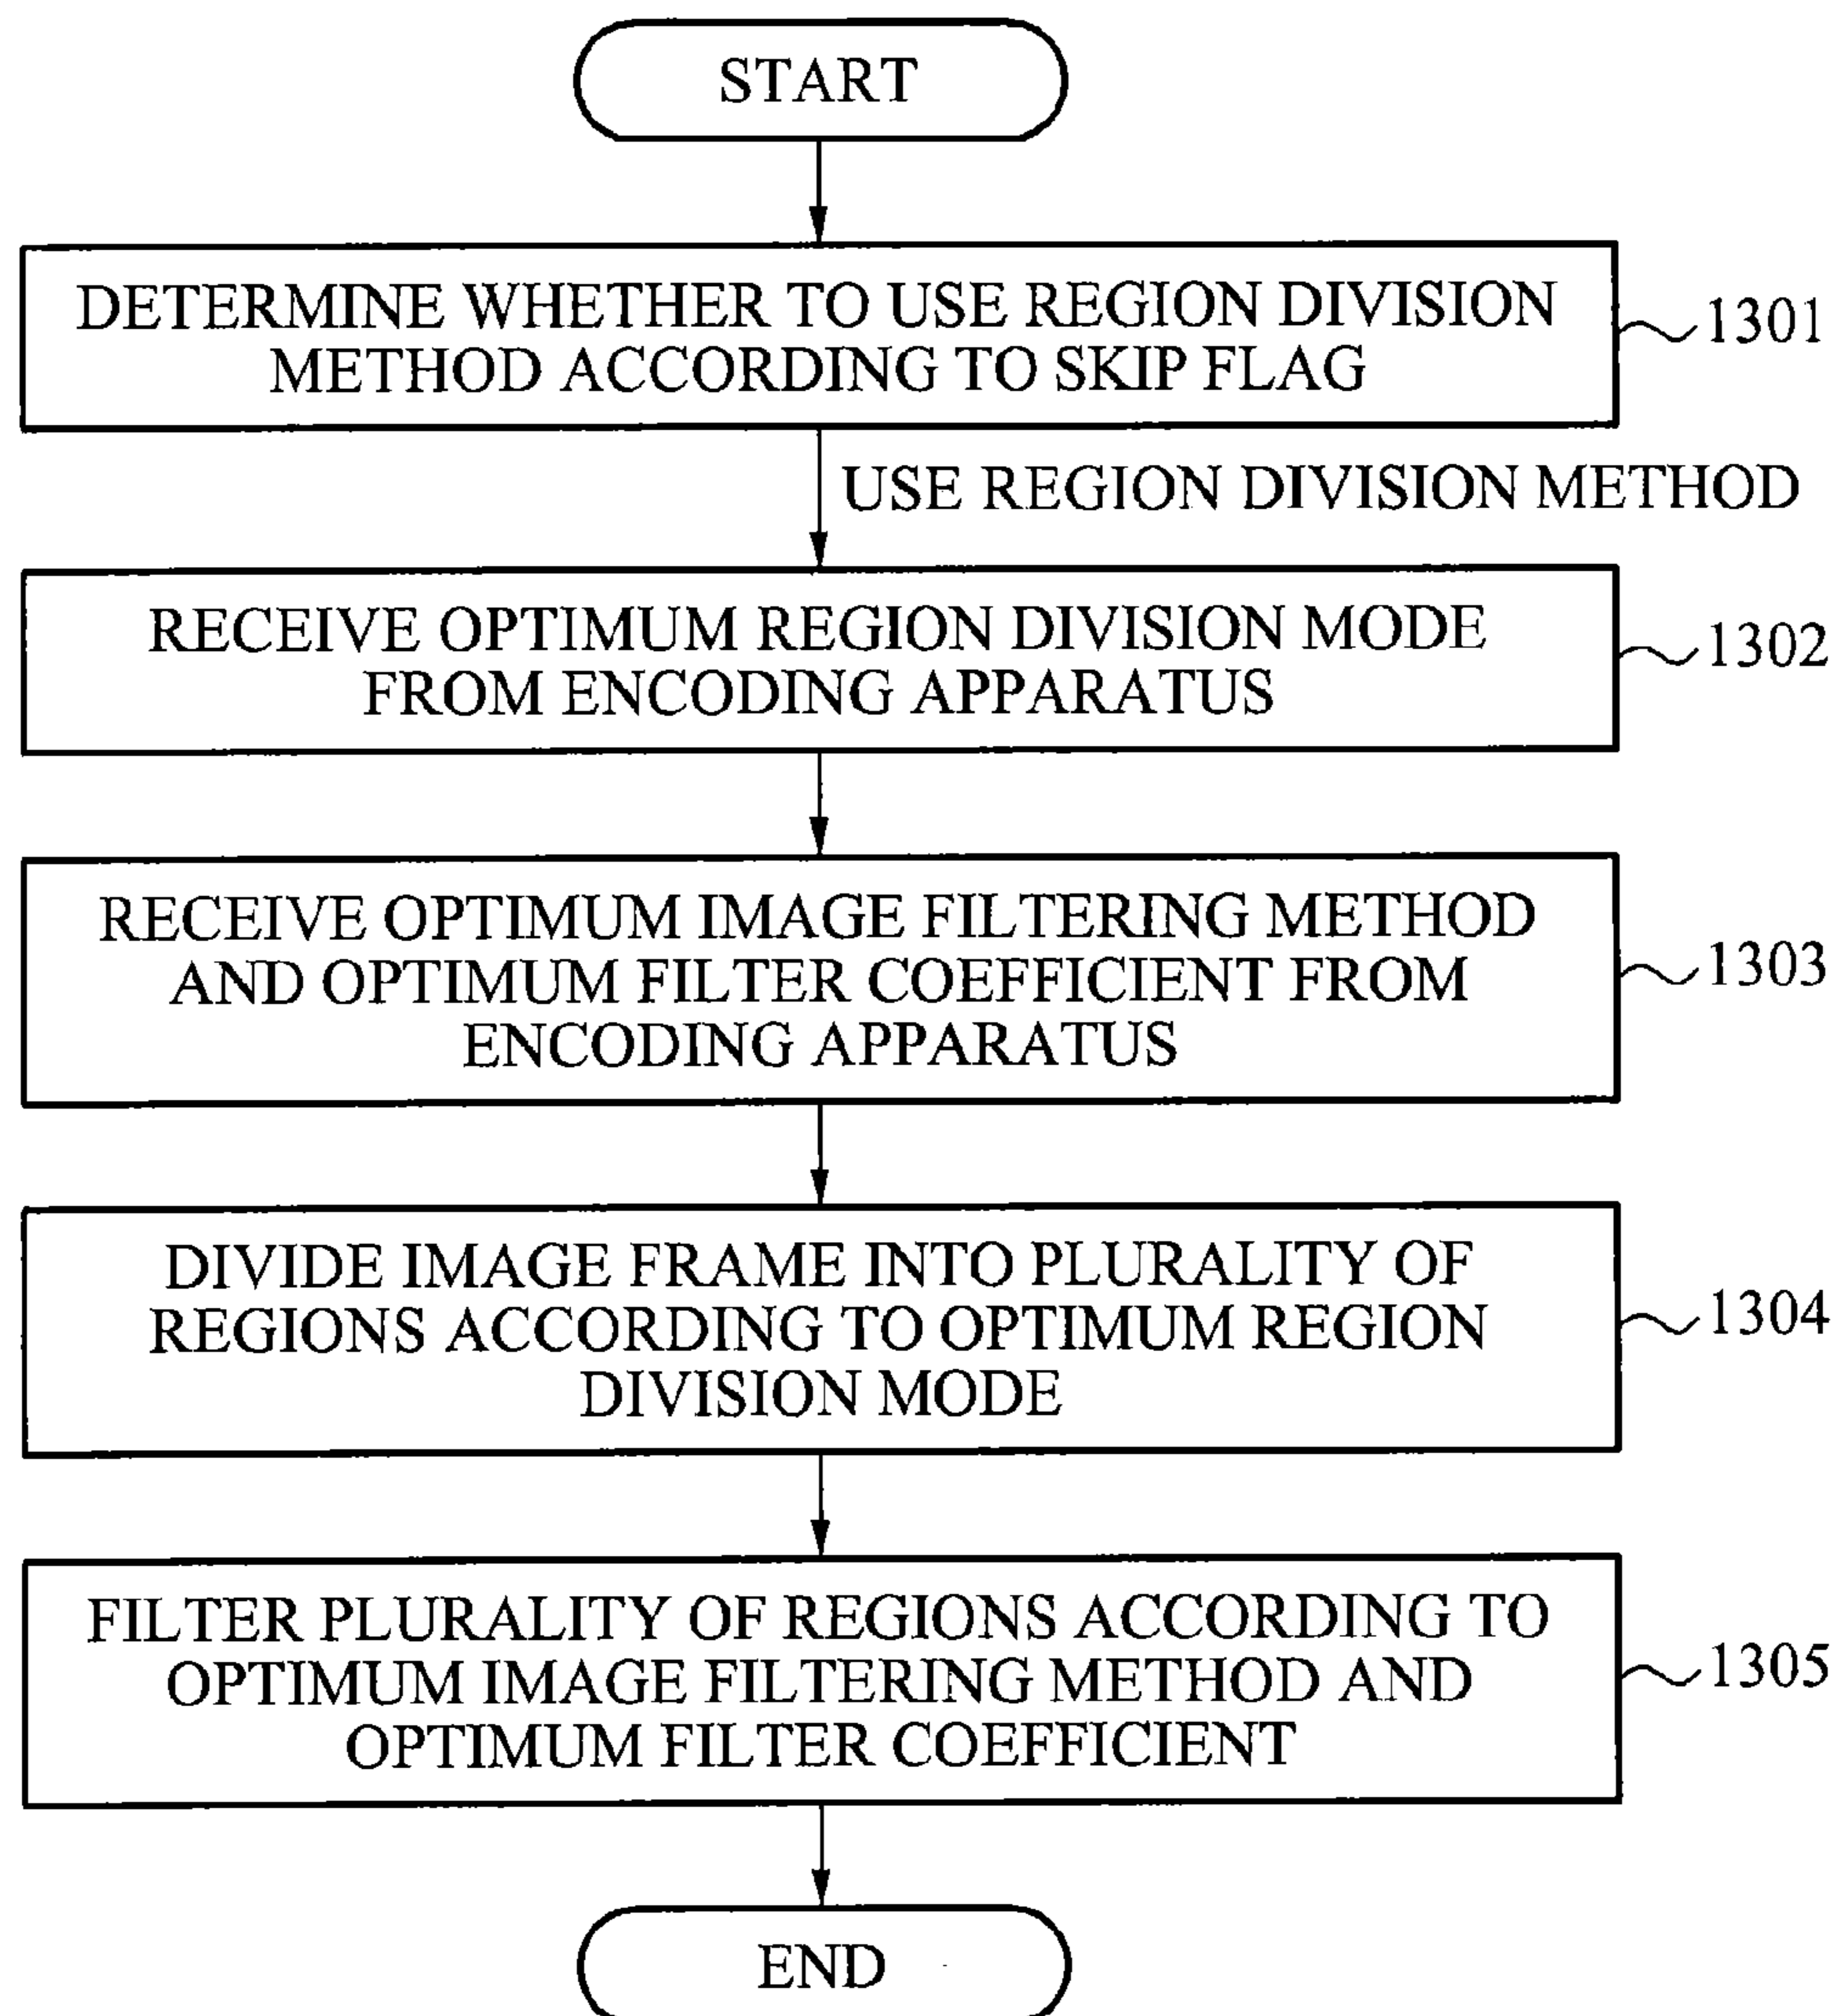 START
DETERMINE WHETHER TO USE REGION DIVISION
METHOD ACCORDING TO SKIP FLAG
1301
USE REGION DIVISION METHOD
RECEIVE OPTIMUM REGION DIVISION MODE
FROM ENCODING APPARATUS
1302
RECEIVE OPTIMUM IMAGE FILTERING METHOD
AND OPTIMUM FILTER COEFFICIENT FROM
ENCODING APPARATUS
1303
DIVIDE IMAGE FRAME INTO PLURALITY OF
REGIONS ACCORDING TO OPTIMUM REGION
DIVISION MODE
1304
FILTER PLURALITY OF REGIONS ACCORDING TO
OPTIMUM IMAGE FILTERING METHOD AND
OPTIMUM FILTER COEFFICIENT
1305
END